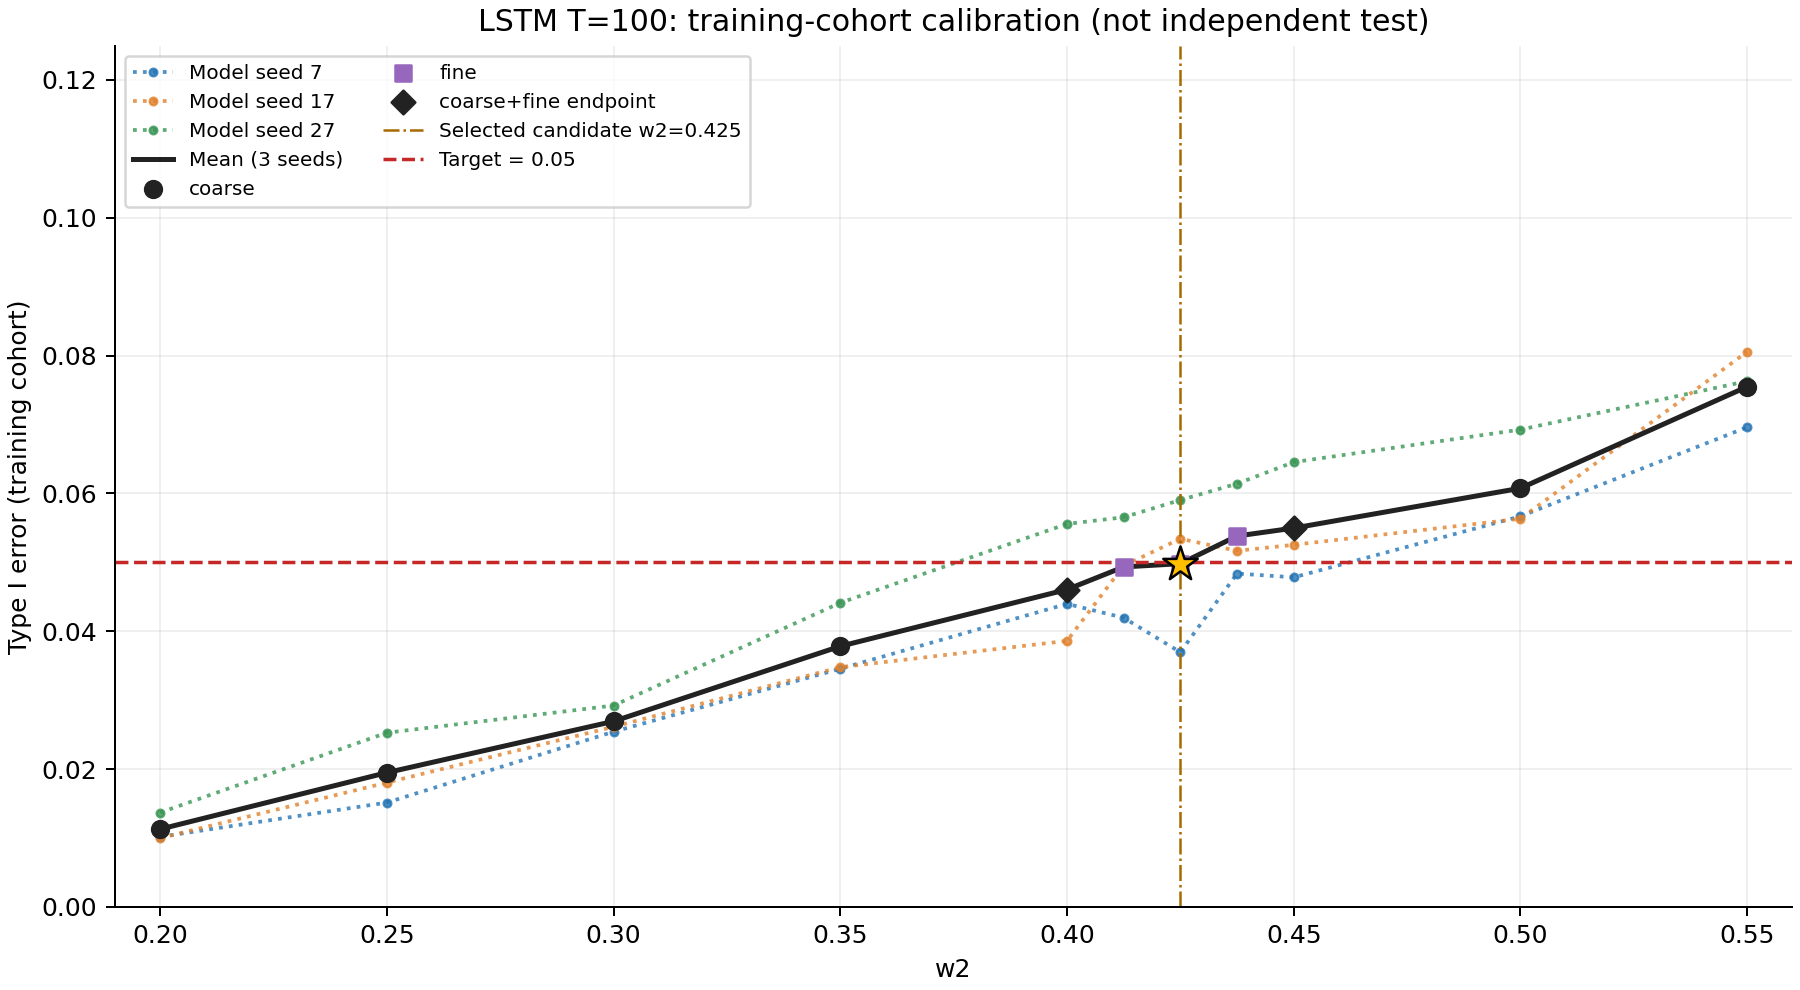 LSTM T=100: training-cohort calibration (not independent test)
Model seed 7
Model seed 17
Model seed 27
Mean (3 seeds)
coarse
fine
coarse+fine endpoint
Selected candidate w2=0.425
Target = 0.05
Type I error (training cohort)
0.12
0.10
0.08
0.06
0.04
0.02
0.00
0.20 0.25 0.30 0.35 0.40 0.45 0.50 0.55
w2